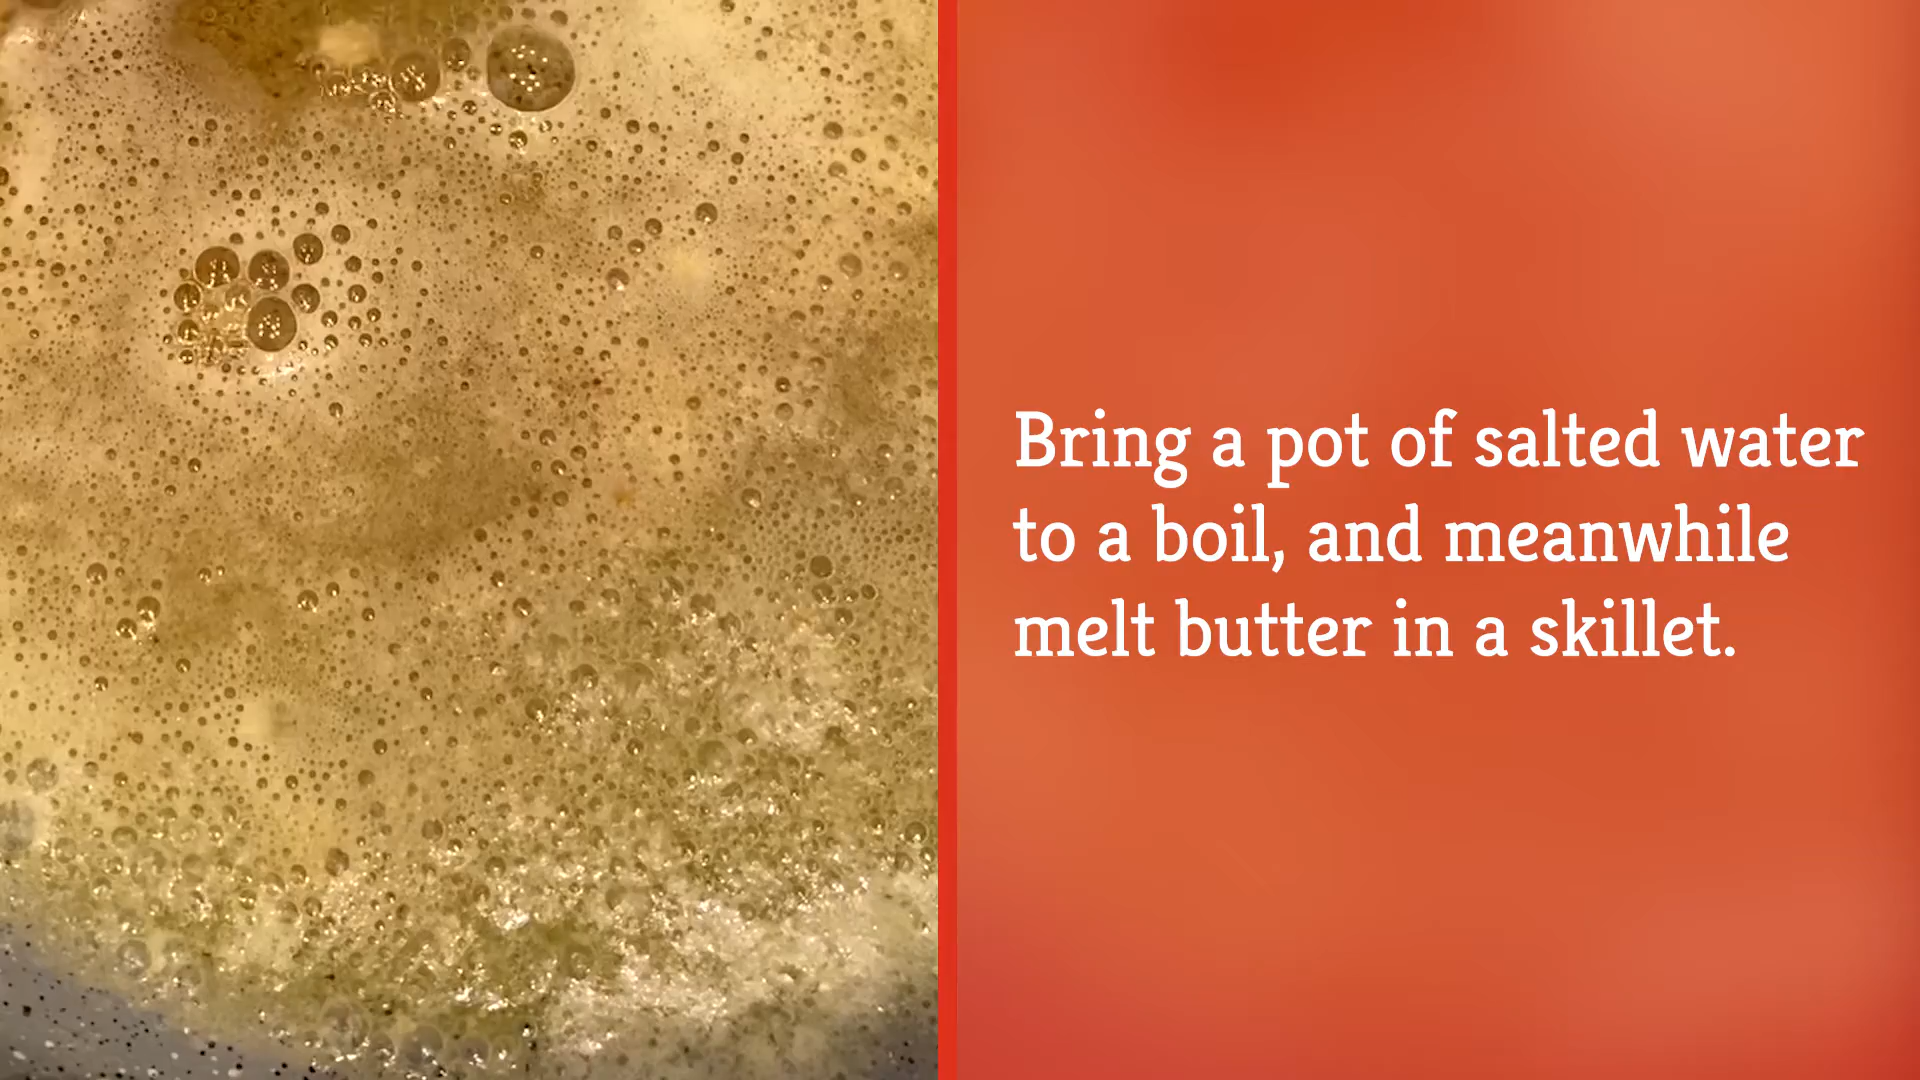 Bring a pot of salted water
to a boil, and meanwhile
melt butter in a skillet.